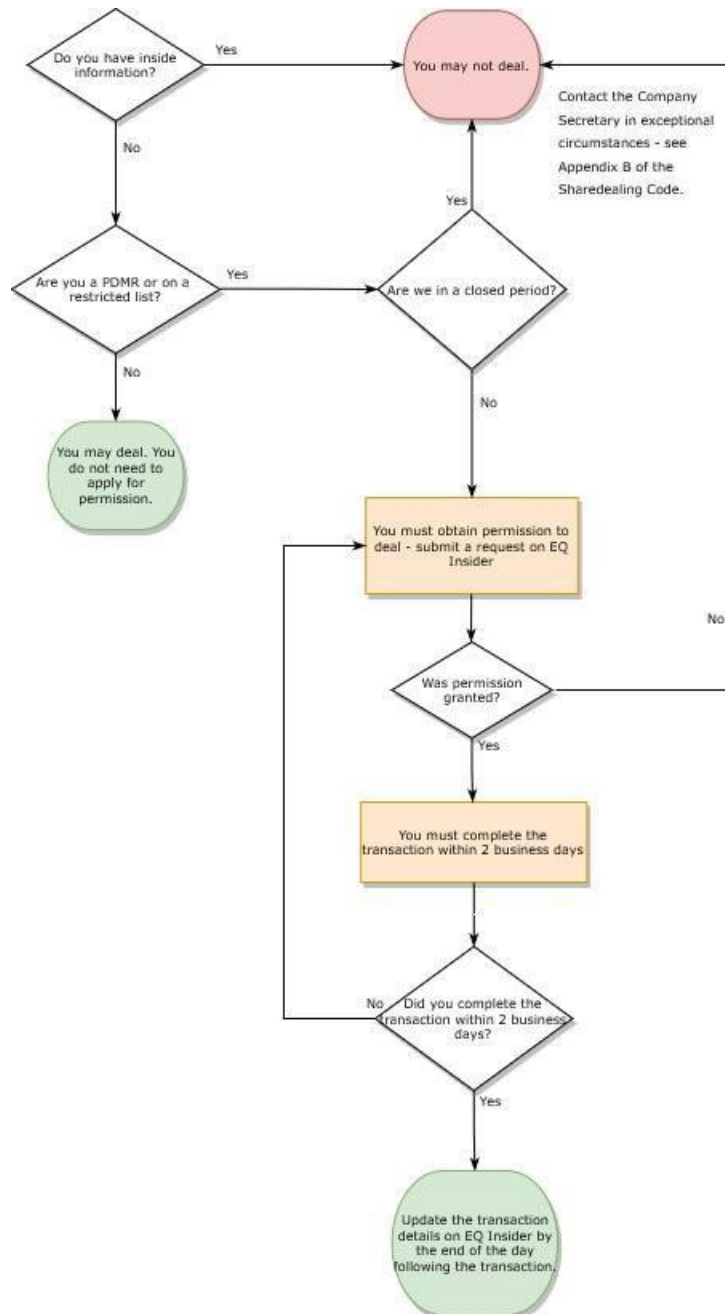 Do you have inside
information?
Yes
You may not deal.
Contact the Company
Secretary in exceptional
circumstances - see
Appendix B of the
Sharedealing Code.
No
Yes
Are you a PDMR or on a
restricted list?
Yes
Are we in a closed period?
No
No
You may deal. You
do not need to
apply for
permission.
You must obtain permission to
deal - submit a request on EQ
Insider
No
Was permission
granted?
Yes
You must complete the
transaction within 2 business days
No
Did you complete the
transaction within 2 business
days?
Yes
Update the transaction
details on EQ Insider by
the end of the day
following the transaction.